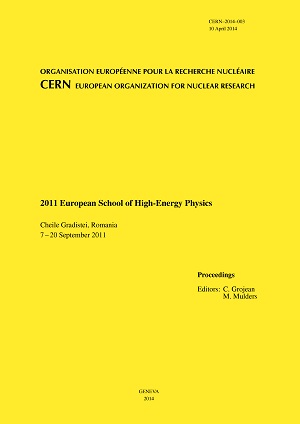 CERN–2014–003
10 April 2014
ORGANISATION EUROPÉENNE POUR LA RECHERCHE NUCLÉAIRE
CERN EUROPEAN ORGANIZATION FOR NUCLEAR RESEARCH
2011 European School of High-Energy Physics
Cheile Gradistei, Romania
7 – 20 September 2011
Proceedings
Editors: C. Grojean
M. Mulders
GENEVA
2014